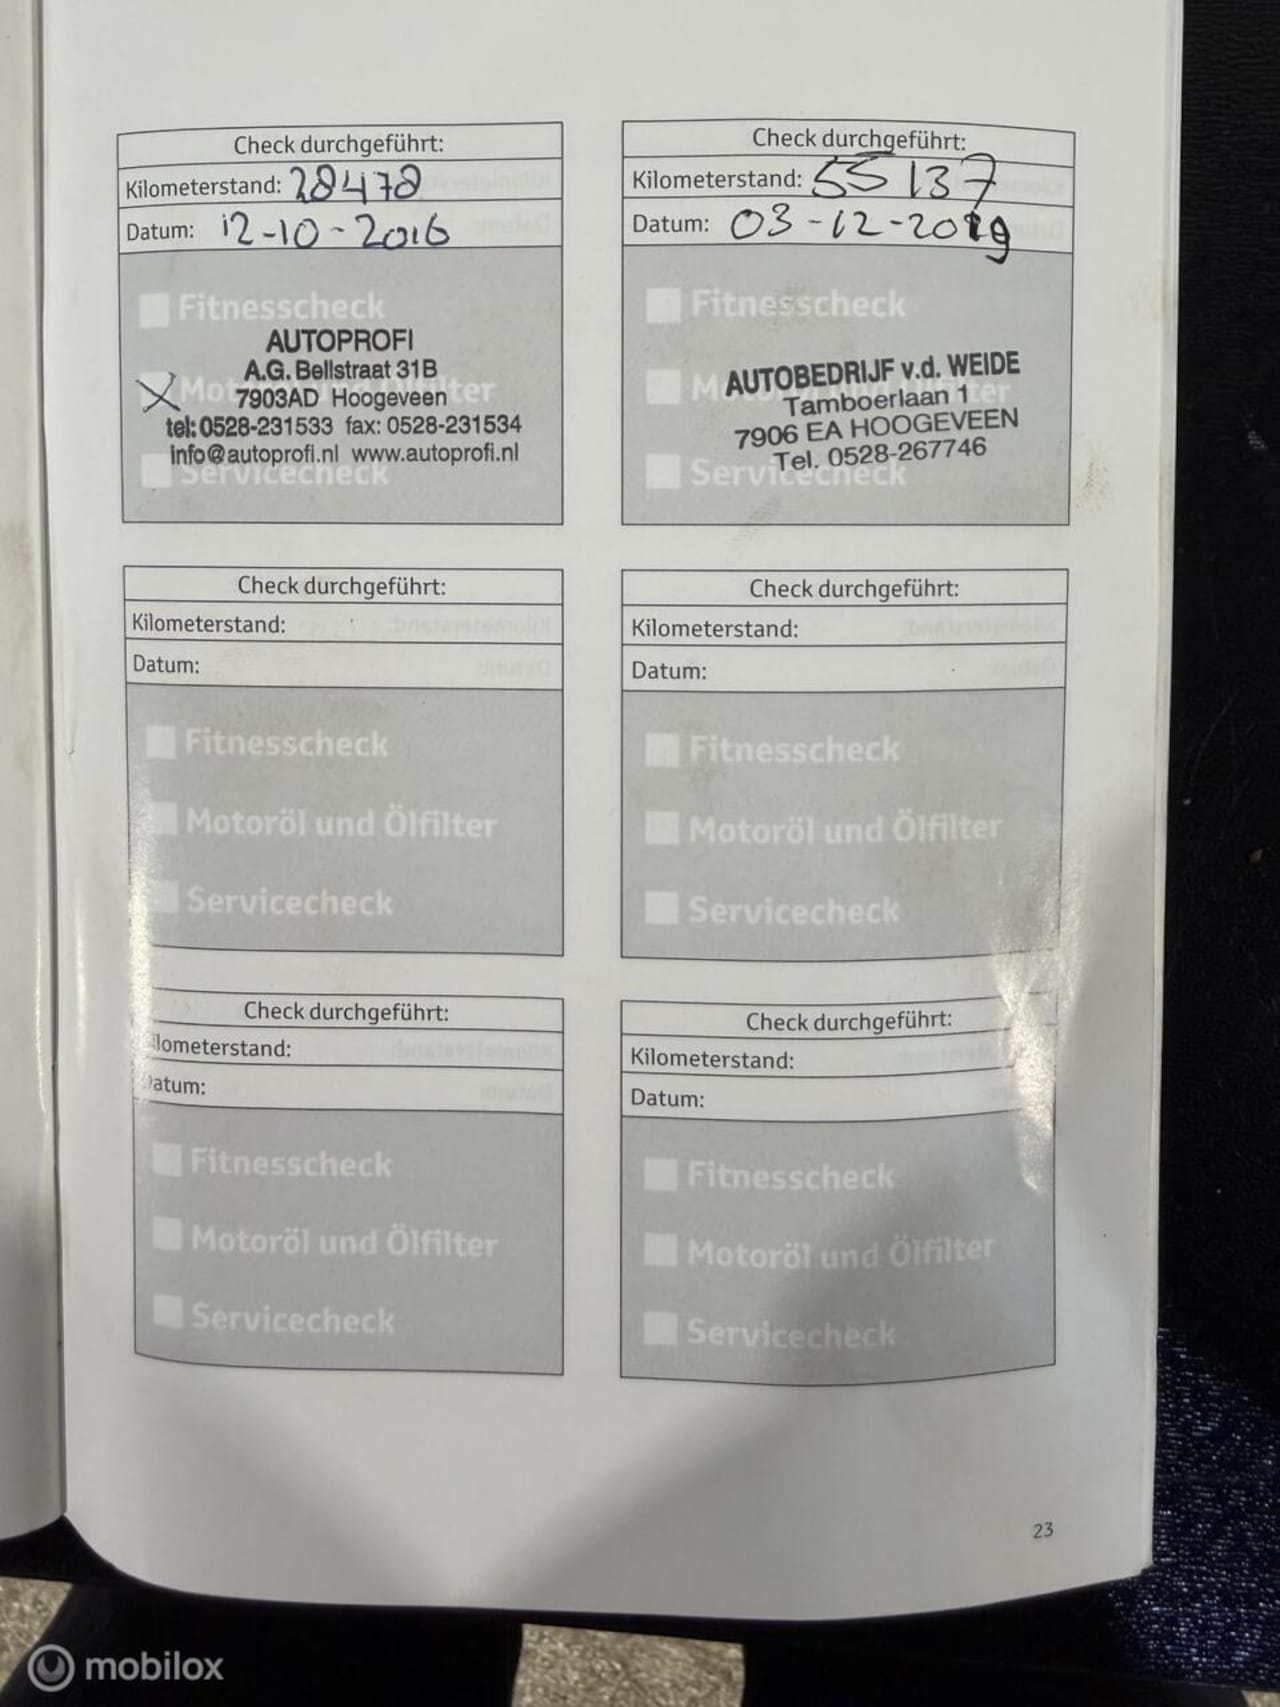 Check durchgeführt:
Kilometerstand: 28478
Datum: 12-10-2016
Fitnesscheck
AUTOPROFI
A.G. Bellstraat 31B
7903AD Hoogeveen
tel: 0528-231533 fax: 0528-231534
info@autoprofi.nl www.autoprofi.nl
Servicecheck
Check durchgeführt:
Kilometerstand: 55137
Datum: 03-12-2019
Fitnesscheck
AUTOBEDRIJF v.d. WEIDE
Tamboerlaan 1
7906 EA HOOGEVEEN
Tel. 0528-267746
Servicecheck
Check durchgeführt:
Kilometerstand:
Datum:
Fitnesscheck
Motoröl und Ölfilter
Servicecheck
Check durchgeführt:
Kilometerstand:
Datum:
Fitnesscheck
Motoröl und Ölfilter
Servicecheck
Check durchgeführt:
ilometerstand:
atum:
Fitnesscheck
Motoröl und Ölfilter
Servicecheck
Check durchgeführt:
Kilometerstand:
Datum:
Fitnesscheck
Motoröl und Ölfilter
Servicecheck
23
mobilox